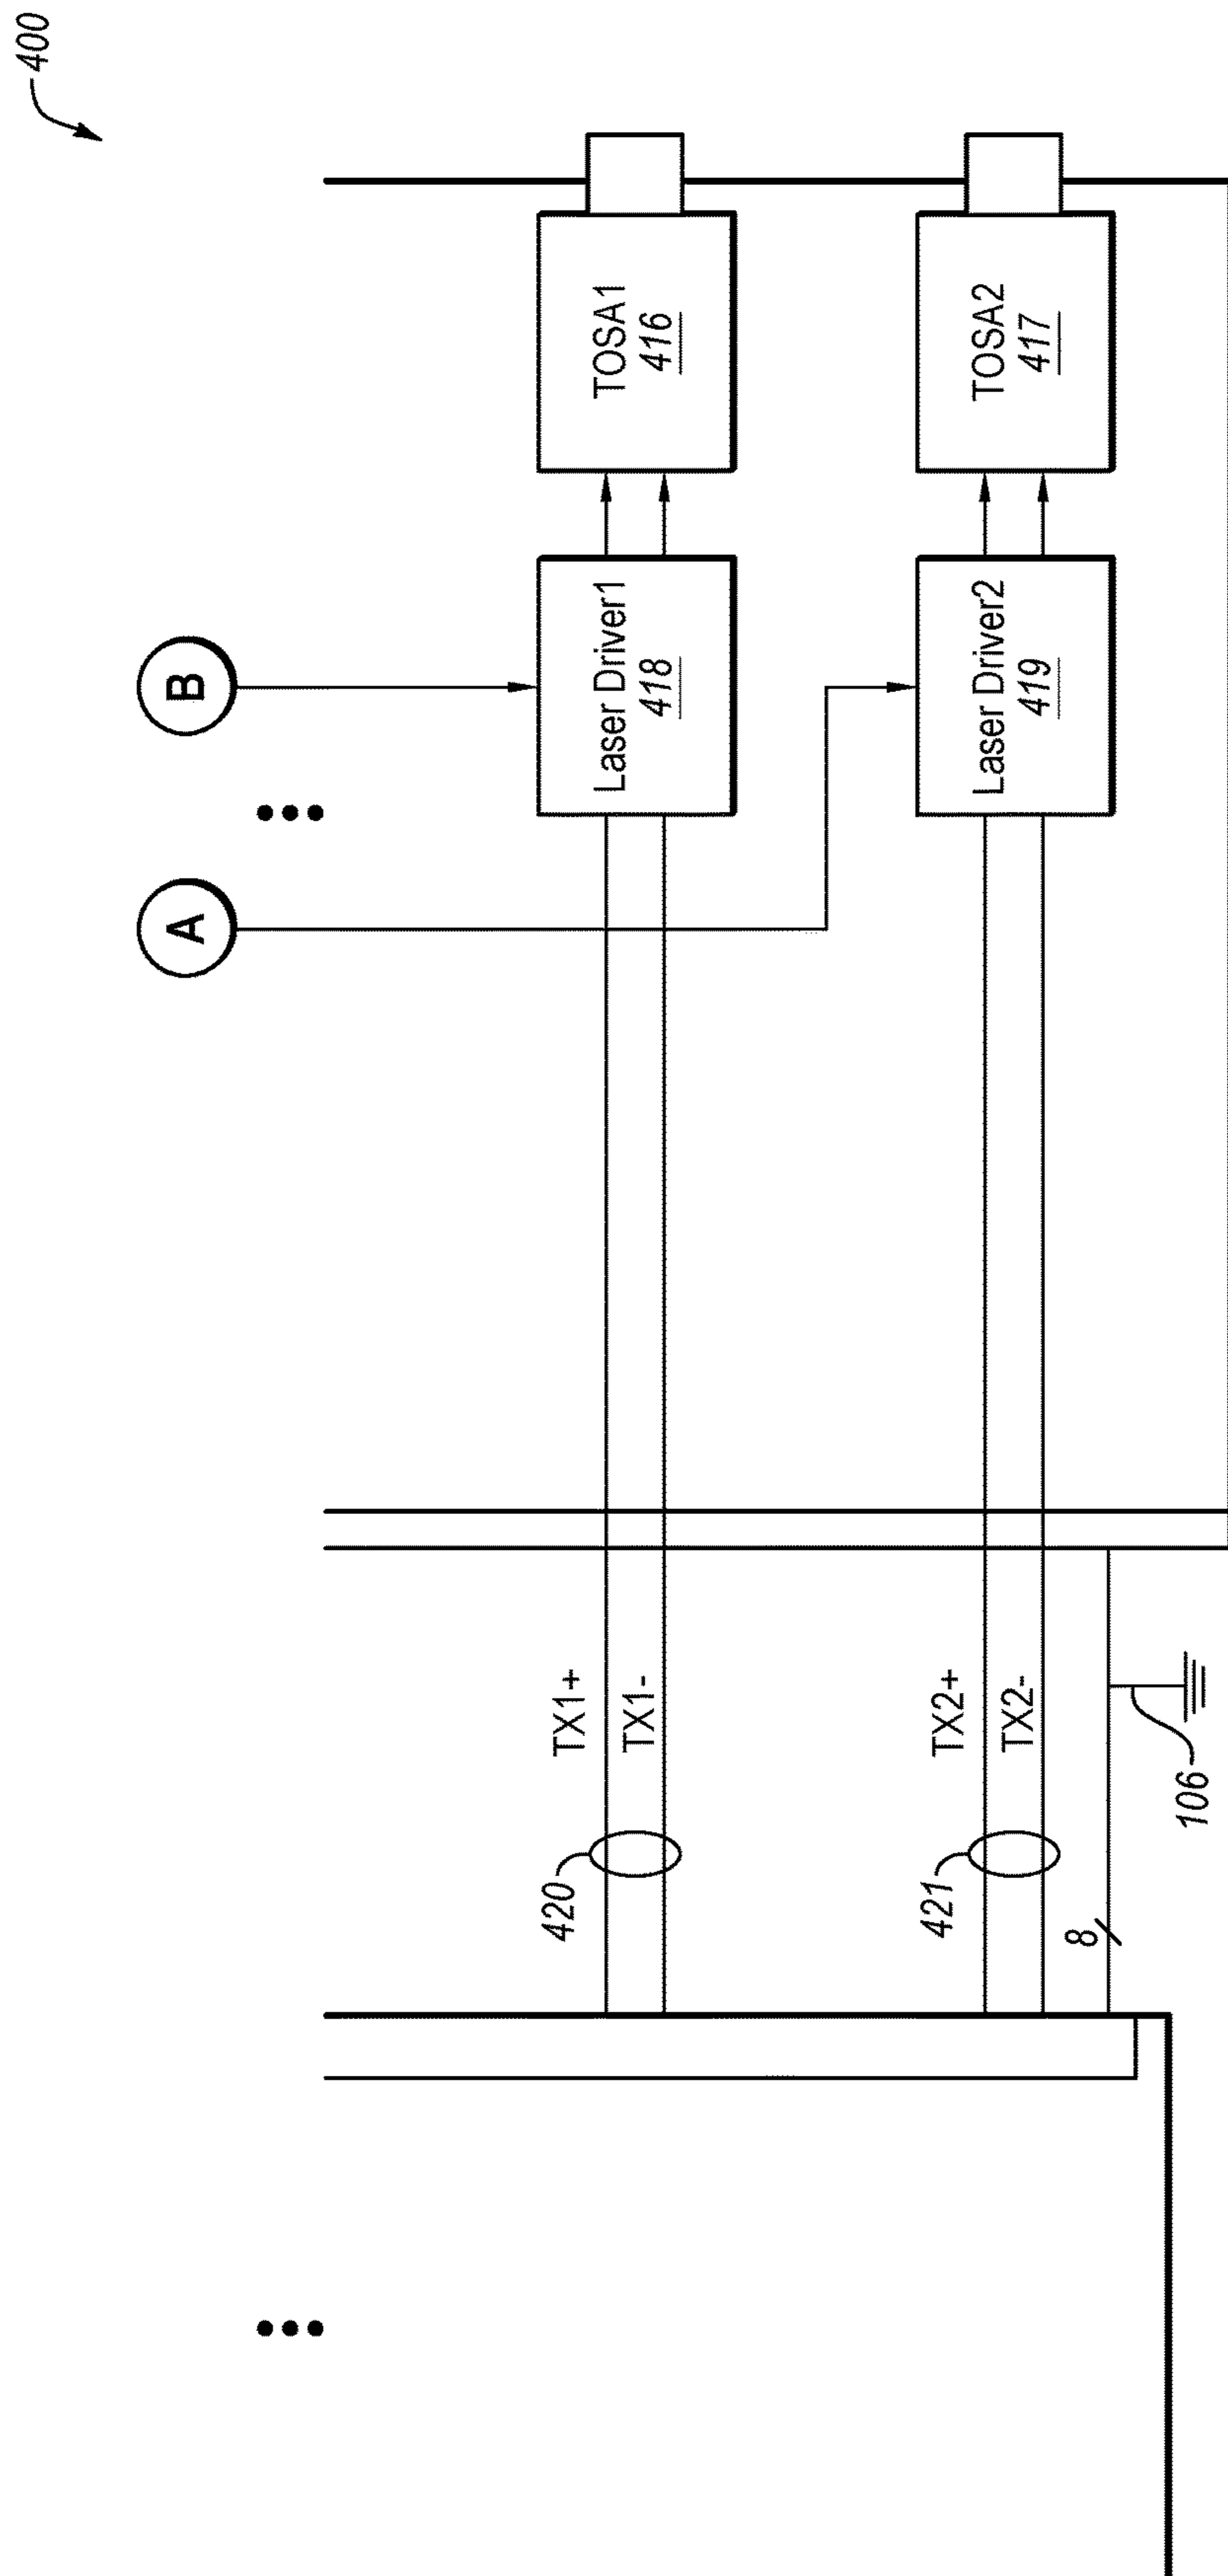 400
B
A
Laser Driver1
418
TOSA1
416
Laser Driver2
419
TOSA2
417
TX1+
TX1-
420
TX2+
TX2-
421
8
106